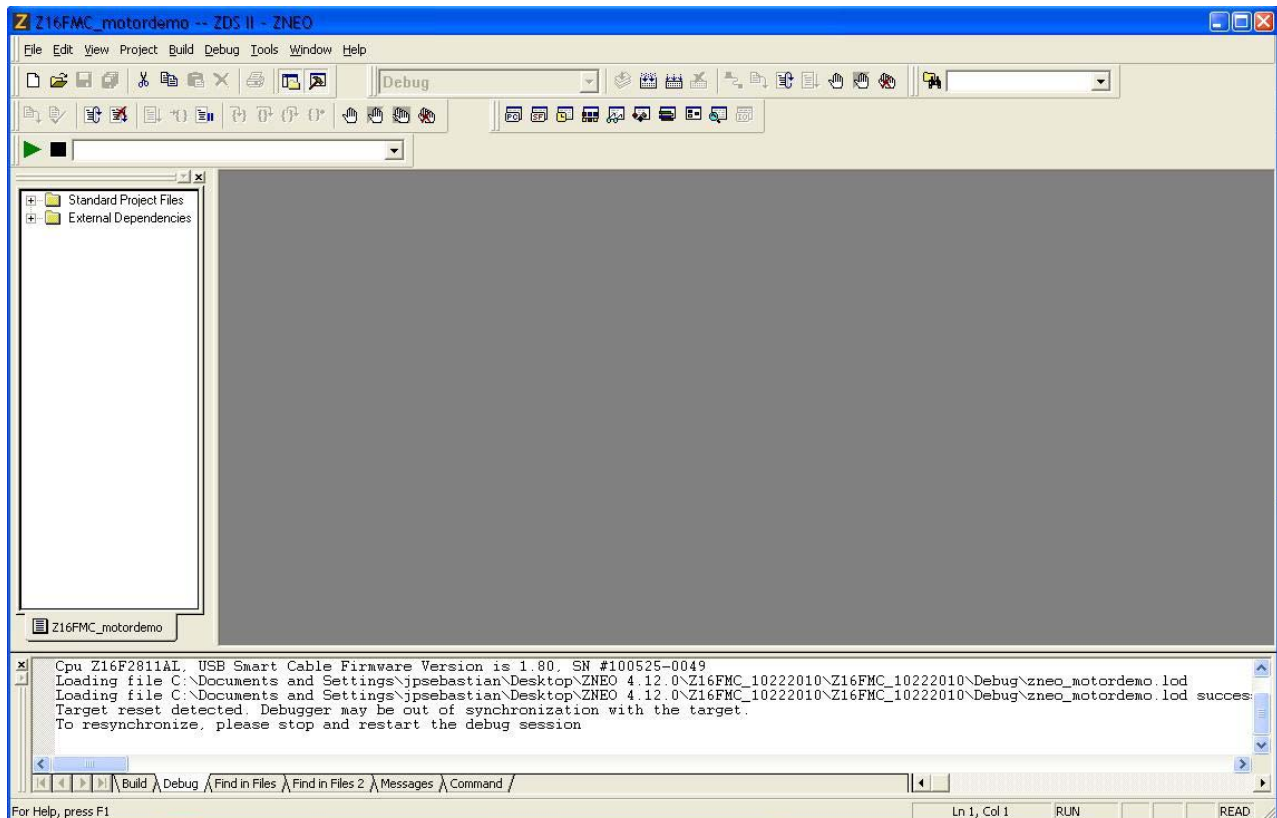 Z16FMC_motordemo -- ZDS II - ZNEO
File Edit View Project Build Debug Tools Window Help
Debug
Standard Project Files
External Dependencies
Z16FMC_motordemo
Cpu Z16F2811AL, USB Smart Cable Firmware Version is 1.80, SN #100525-0049
Loading file C:\Documents and Settings\jpsebastian\Desktop\ZNEO 4.12.0\Z16FMC_10222010\Z16FMC_10222010\Debug\zneo_motordemo.lod
Loading file C:\Documents and Settings\jpsebastian\Desktop\ZNEO 4.12.0\Z16FMC_10222010\Z16FMC_10222010\Debug\zneo_motordemo.lod succes
Target reset detected. Debugger may be out of synchronization with the target.
To resynchronize, please stop and restart the debug session
Build Debug Find in Files Find in Files 2 Messages Command
For Help, press F1 Ln 1, Col 1 RUN READ